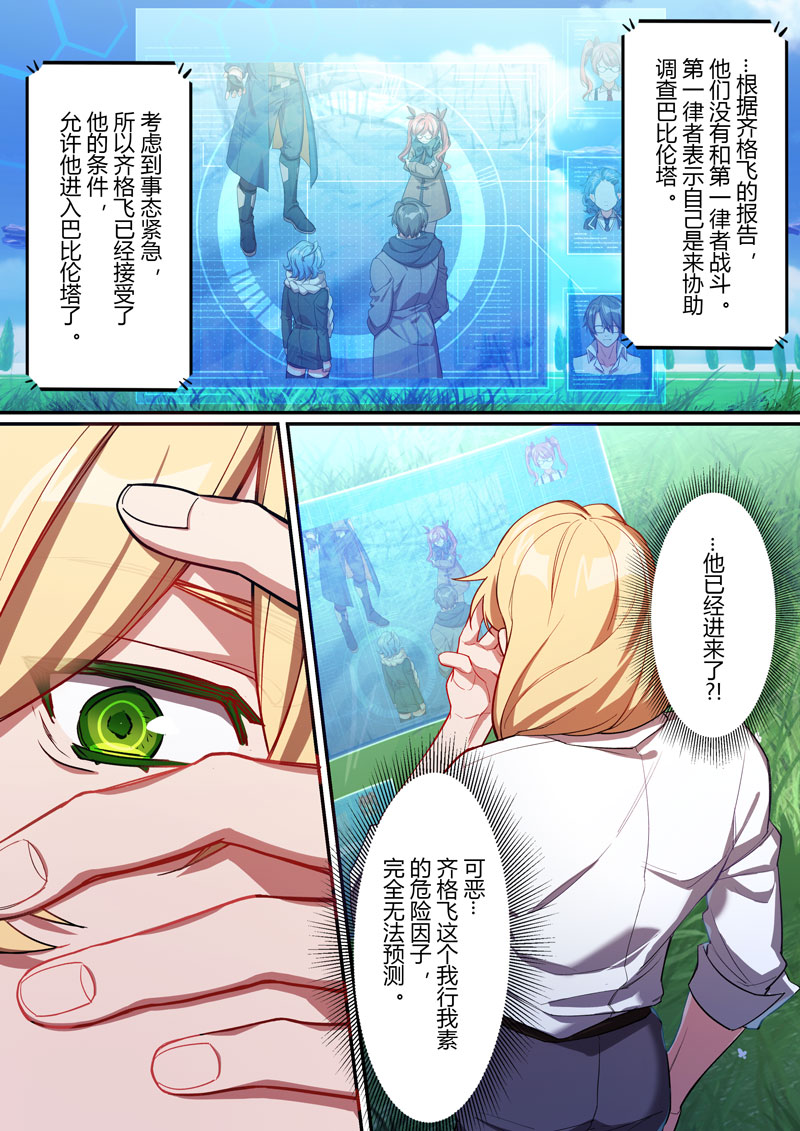 …根据齐格飞的报告，
他们没有和第一律者战斗。
第一律者表示自己是来协助
调查巴比伦塔。
考虑到事态紧急，
所以齐格飞已经接受了
他的条件，
允许他进入巴比伦塔了。
…他已经进来了?!
可恶…
齐格飞这个我行我素
的危险因子，
完全无法预测。